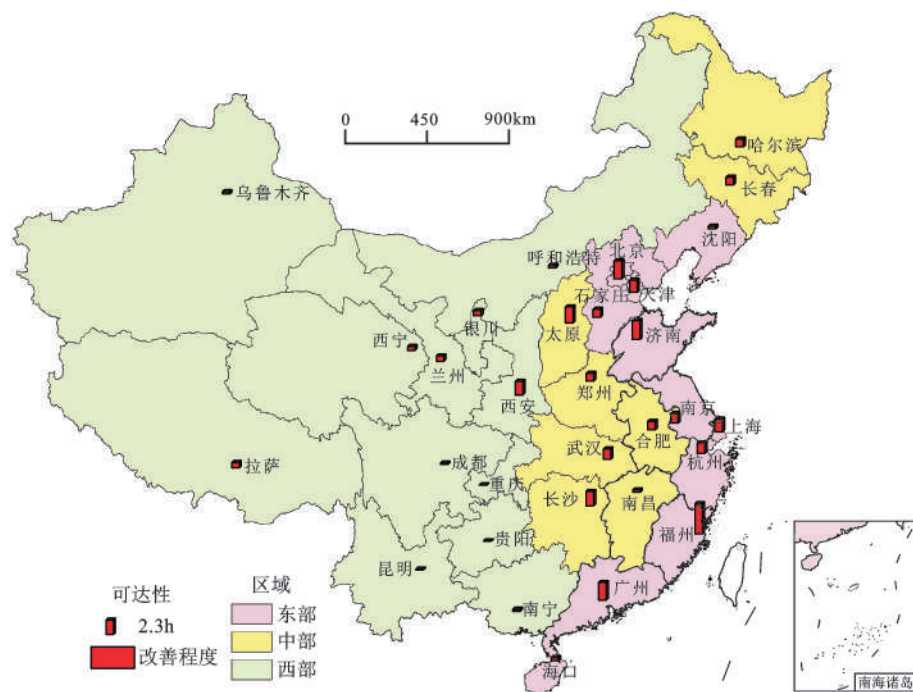 0 450 900km
哈尔滨
长春
乌鲁木齐
沈阳
呼和浩特
北京
天津
石家庄
银川
太原
济南
西宁
兰州
西安
郑州
南京
上海
合肥
武汉
杭州
拉萨
成都
重庆
长沙
南昌
福州
贵阳
昆明
广州
南宁
海口
可达性
2.3h
改善程度
区域
东部
中部
西部
南海诸岛